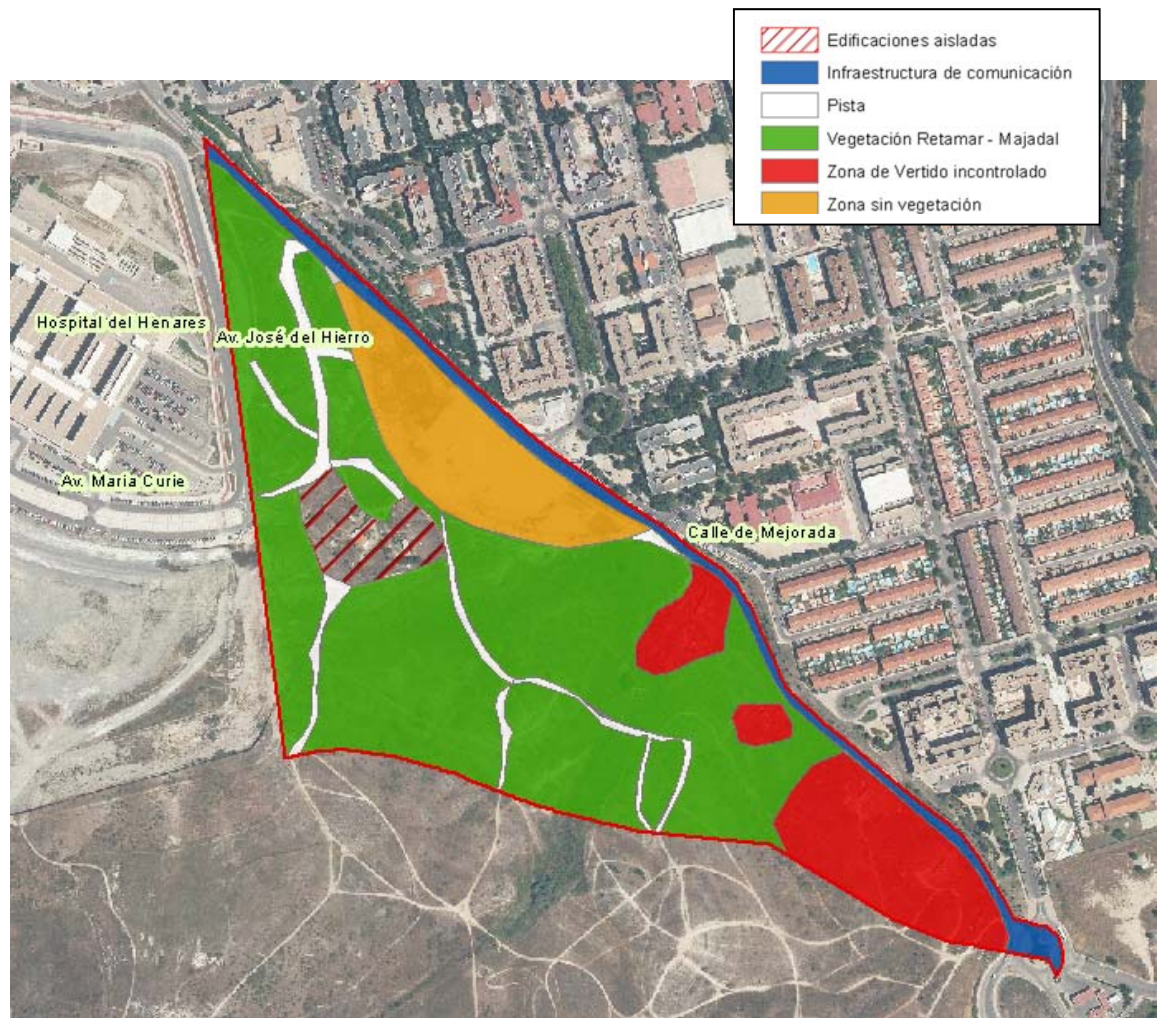 Edificaciones aisladas
Infraestructura de comunicación
Pista
Vegetación Retamar - Majadal
Zona de Vertido incontrolado
Zona sin vegetación
Hospital del Henares
Av. José del Hierro
Av. María Curie
Calle de Mejorada